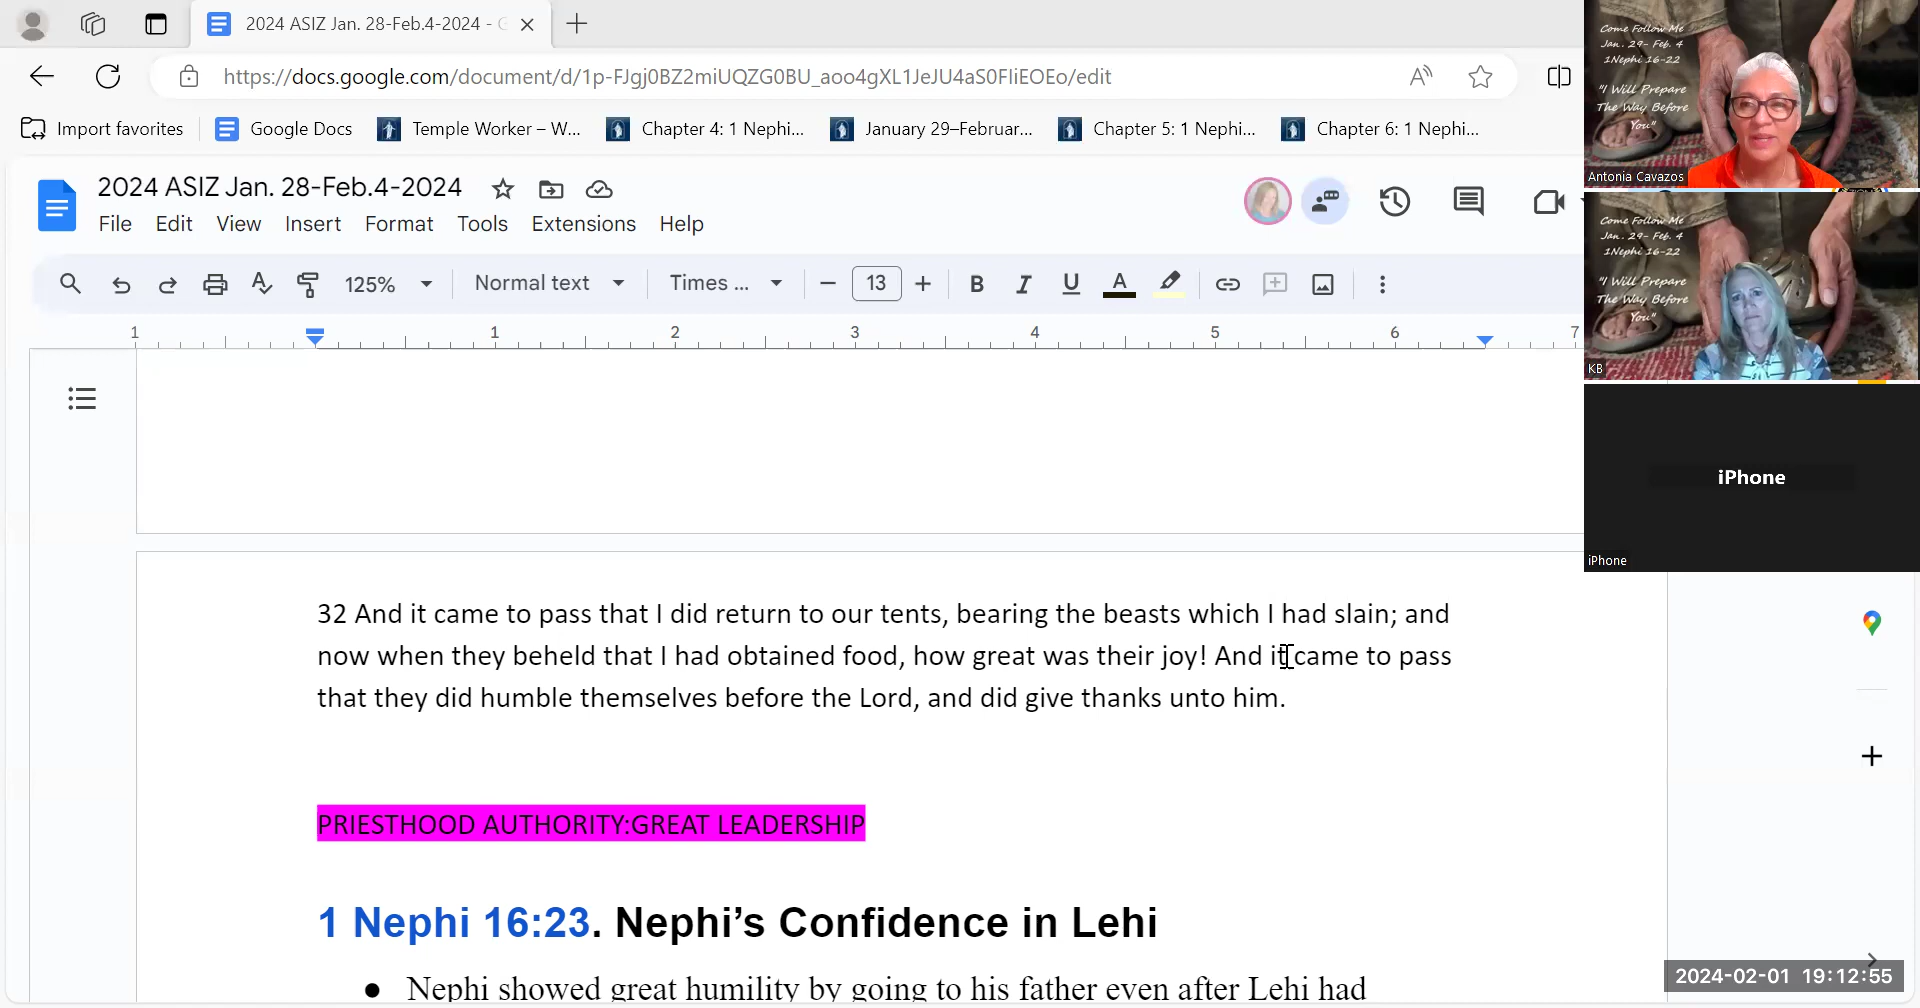 2024 ASIZ Jan. 28-Feb.4-2024 - G
https://docs.google.com/document/d/1p-FJgj0BZ2miUQZG0BU_aoo4gXL1JeJU4aS0FIiEOEo/edit
Import favorites Google Docs Temple Worker – W... Chapter 4: 1 Nephi... January 29–Februar... Chapter 5: 1 Nephi... Chapter 6: 1 Nephi...
2024 ASIZ Jan. 28-Feb.4-2024
File Edit View Insert Format Tools Extensions Help
125% Normal text Times ... 13 B I U A
1 1 2 3 4 5 6 7
32 And it came to pass that I did return to our tents, bearing the beasts which I had slain; and
now when they beheld that I had obtained food, how great was their joy! And it came to pass
that they did humble themselves before the Lord, and did give thanks unto him.
PRIESTHOOD AUTHORITY:GREAT LEADERSHIP
1 Nephi 16:23. Nephi’s Confidence in Lehi
● Nephi showed great humility by going to his father even after Lehi had
Come Follow Me
Jan. 29- Feb. 4
1Nephi 16-22
"I Will Prepare
The Way Before
You"
Antonia Cavazos
Come Follow Me
Jan. 29- Feb. 4
1Nephi 16-22
"I Will Prepare
The Way Before
You"
KB
iPhone
iPhone
2024-02-01 19:12:55